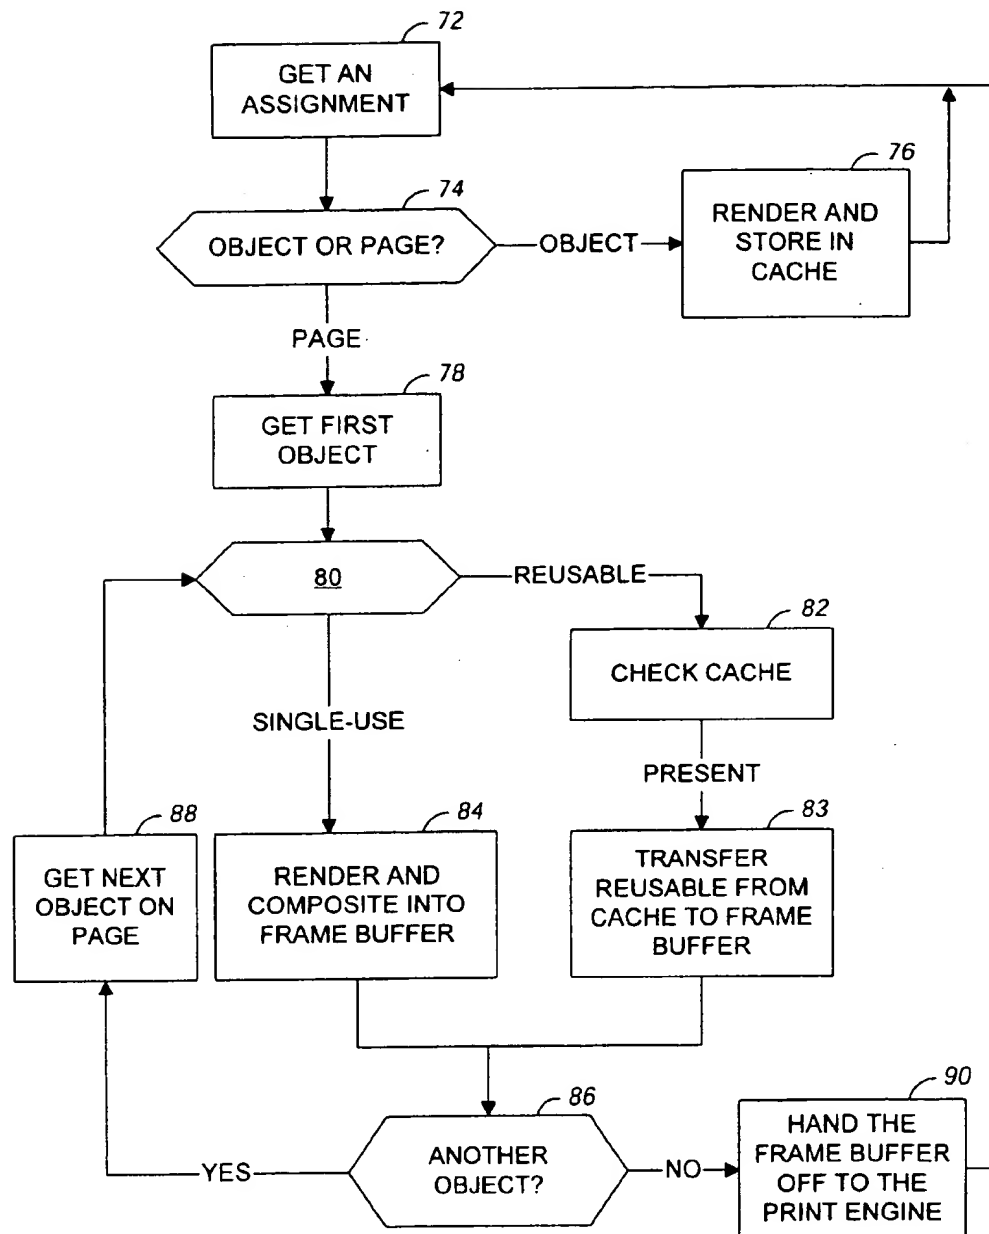 72
GET AN
ASSIGNMENT
74
OBJECT OR PAGE?
OBJECT
76
RENDER AND
STORE IN
CACHE
PAGE
78
GET FIRST
OBJECT
80
REUSABLE
82
CHECK CACHE
SINGLE-USE
PRESENT
88
GET NEXT
OBJECT ON
PAGE
84
RENDER AND
COMPOSITE INTO
FRAME BUFFER
83
TRANSFER
REUSABLE FROM
CACHE TO FRAME
BUFFER
86
ANOTHER
OBJECT?
YES
NO
90
HAND THE
FRAME BUFFER
OFF TO THE
PRINT ENGINE